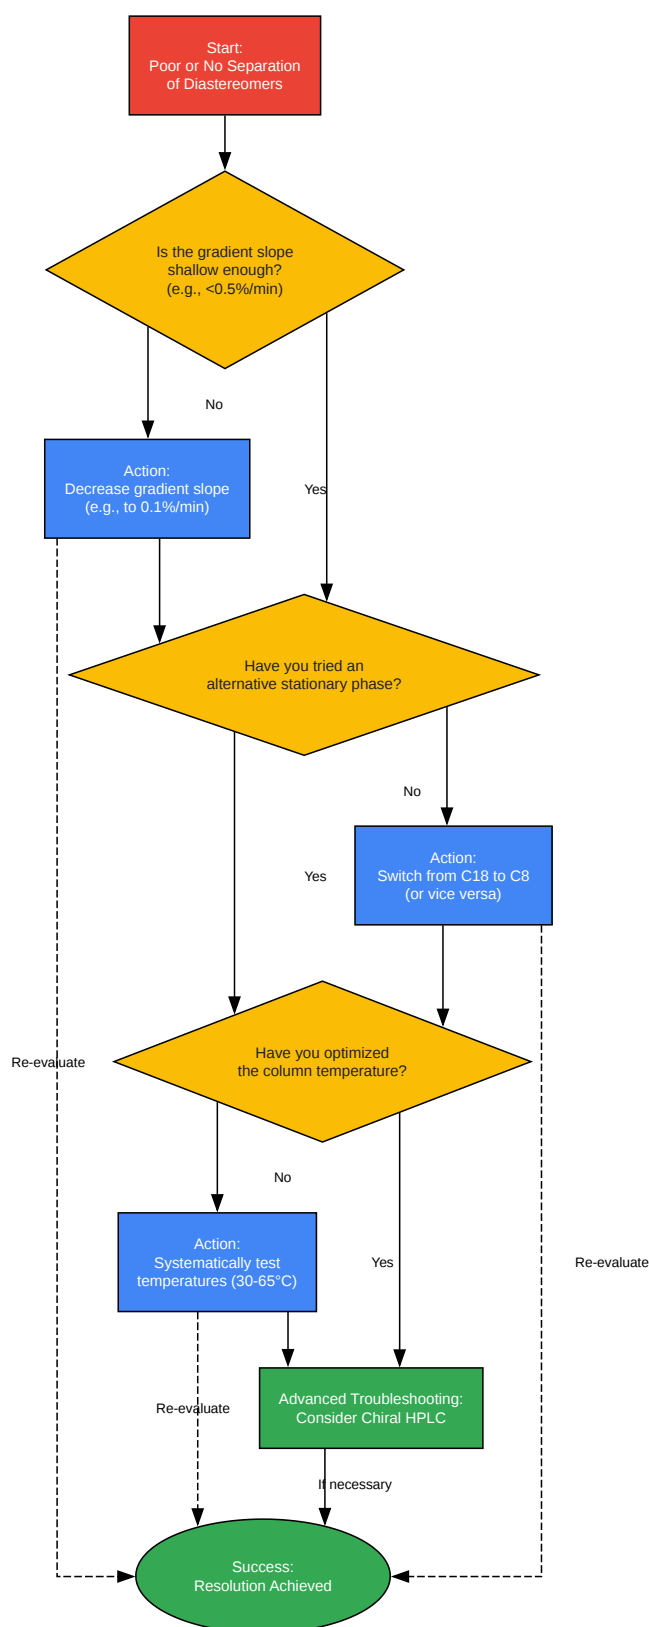 Start:
Poor or No Separation
of Diastereomers
Is the gradient slope
shallow enough?
(e.g., <0.5%/min)
No
Action:
Decrease gradient slope
(e.g., to 0.1%/min)
Yes
Have you tried an
alternative stationary phase?
No
Action:
Switch from C18 to C8
(or vice versa)
Yes
Have you optimized
the column temperature?
Re-evaluate
No
Action:
Systematically test
temperatures (30-65°C)
Yes
Re-evaluate
Advanced Troubleshooting:
Consider Chiral HPLC
Re-evaluate
If necessary
Success:
Resolution Achieved